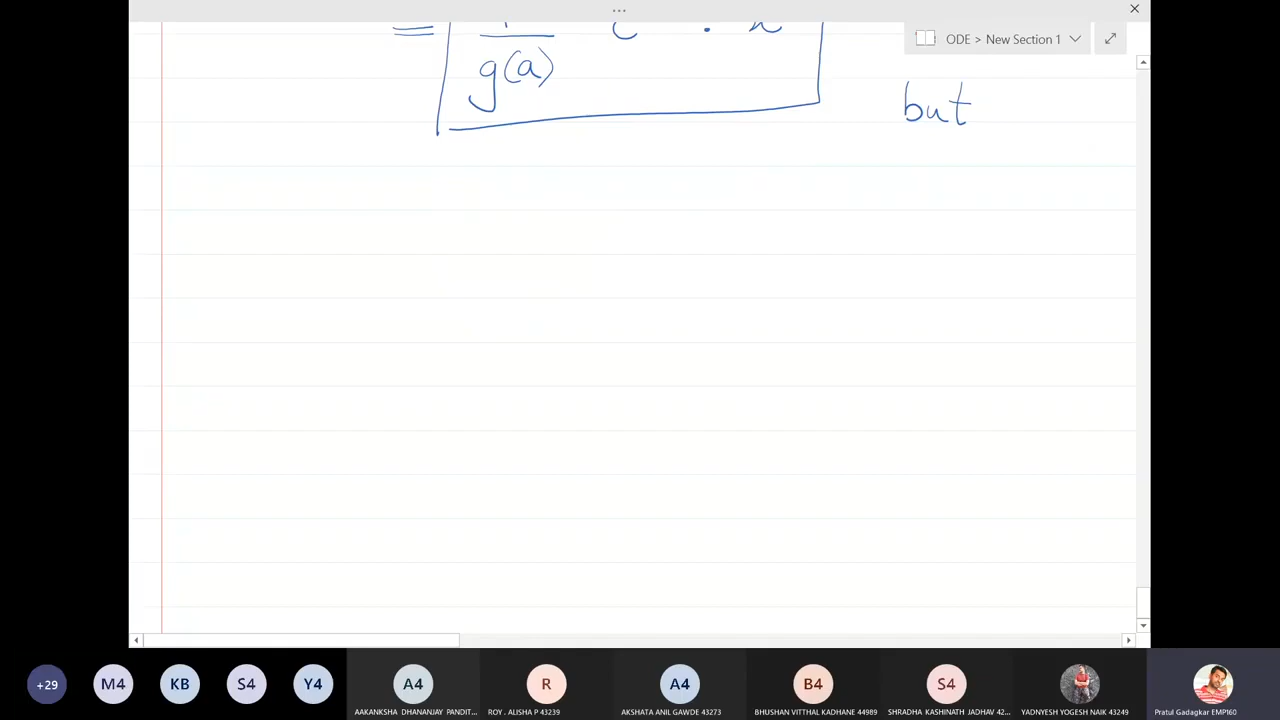 ...
ODE > New Section 1
=
g(a)
but
+29 M4 KB S4 Y4 A4 R A4 B4 S4
AAKANKSHA DHANANJAY PANDIT... ROY . ALISHA P 43239 AKSHATA ANIL GAWDE 43273 BHUSHAN VITTHAL KADHANE 44989 SHRADHA KASHINATH JADHAV 42... YADNYESH YOGESH NAIK 43249 Pratul Gadagkar EMP160